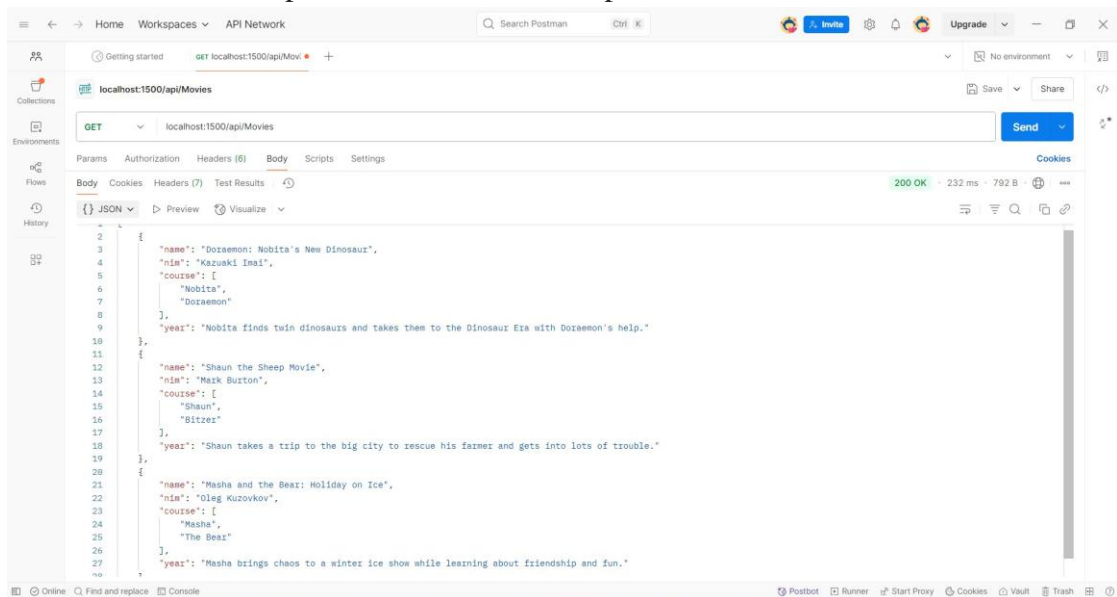 Home Workspaces API Network Search Postman Ctrl K Invite Upgrade
Getting started GET localhost:1500/api/Movi No environment
Collections
localhost:1500/api/Movies Save Share
Environments
GET localhost:1500/api/Movies Send
Params Authorization Headers (6) Body Scripts Settings Cookies
Flows
Body Cookies Headers (7) Test Results 200 OK 232 ms 792 B
History
{} JSON Preview Visualize
2 {
3 "name": "Doraemon: Nobita's New Dinosaur",
4 "nim": "Kazuaki Imai",
5 "course": [
6 "Nobita",
7 "Doraemon"
8 ],
9 "year": "Nobita finds twin dinosaurs and takes them to the Dinosaur Era with Doraemon's help."
10 },
11 {
12 "name": "Shaun the Sheep Movie",
13 "nim": "Mark Burton",
14 "course": [
15 "Shaun",
16 "Bitzer"
17 ],
18 "year": "Shaun takes a trip to the big city to rescue his farmer and gets into lots of trouble."
19 },
20 {
21 "name": "Masha and the Bear: Holiday on Ice",
22 "nim": "Oleg Kuzovkov",
23 "course": [
24 "Masha",
25 "The Bear"
26 ],
27 "year": "Masha brings chaos to a winter ice show while learning about friendship and fun."
Online Find and replace Console Postbot Runner Start Proxy Cookies Vault Trash